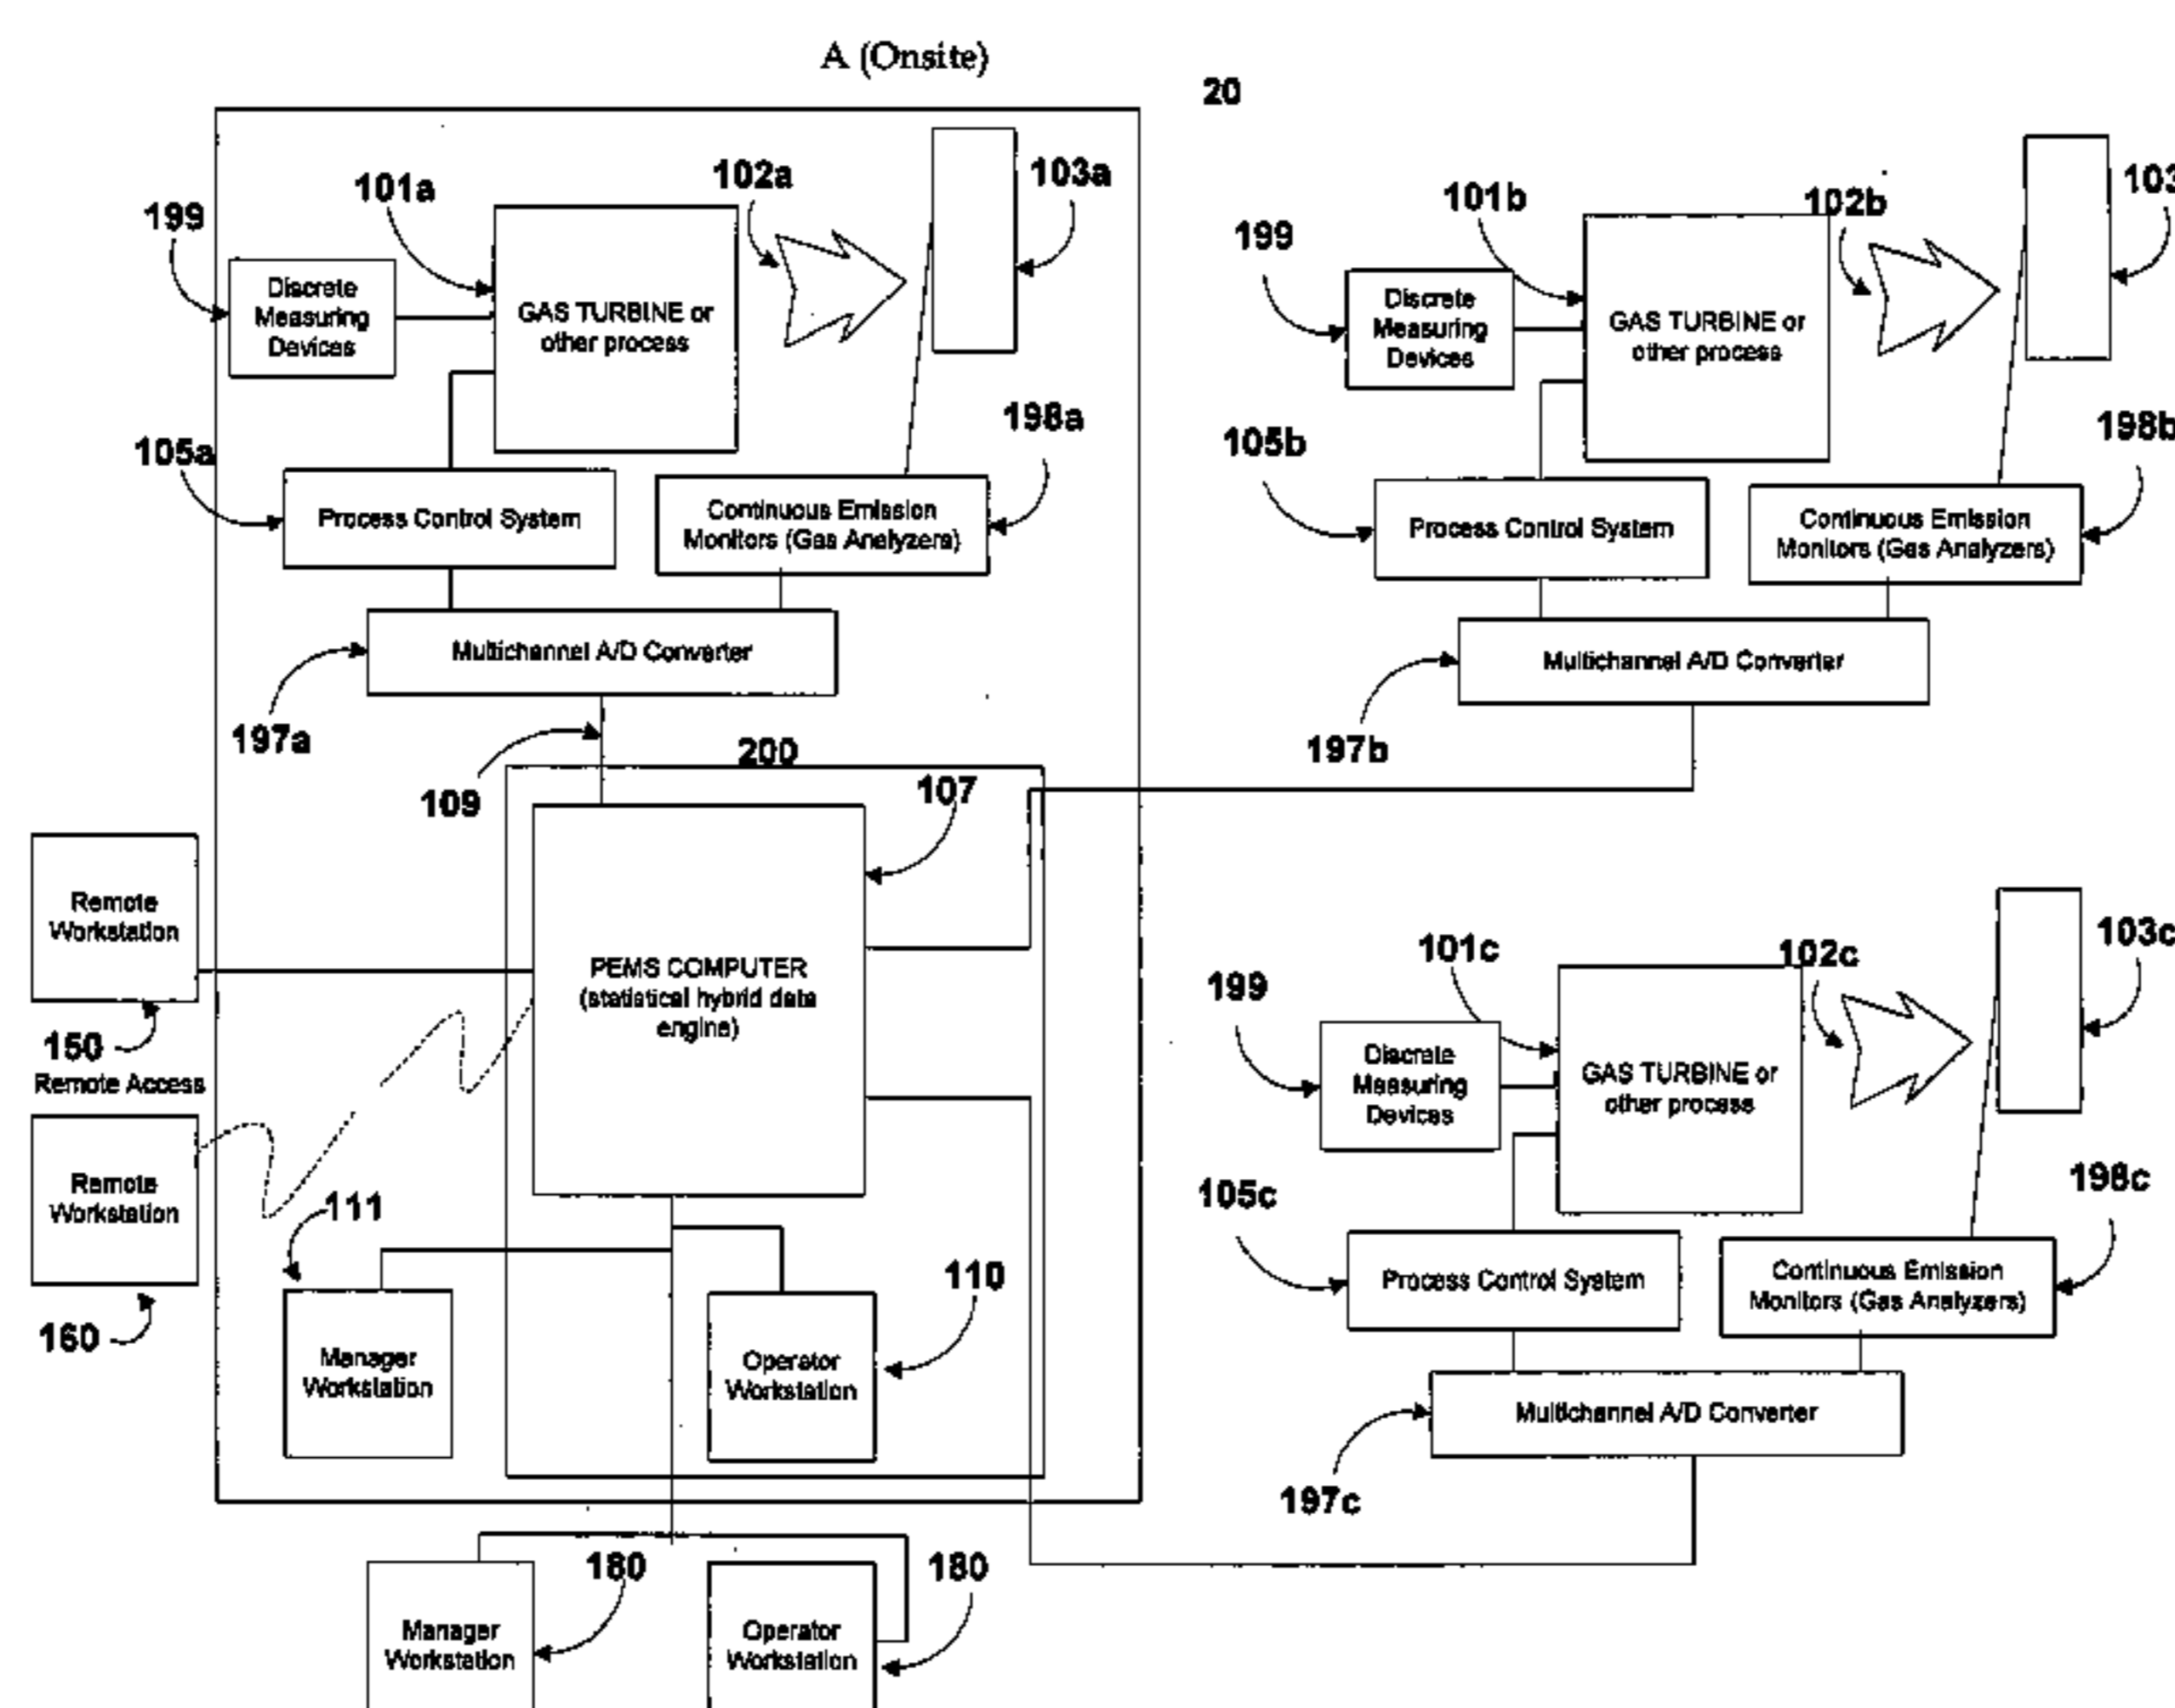 A (Onsite)
20
101a
102a
103a
199
Discrete
Measuring
Devices
GAS TURBINE or
other process
198a
105a
Process Control System
Continuous Emission
Monitors (Gas Analyzers)
Multichannel A/D Converter
197a
109
200
107
101b
102b
103
199
Discrete
Measuring
Devices
GAS TURBINE or
other process
198b
105b
Process Control System
Continuous Emission
Monitors (Gas Analyzers)
Multichannel A/D Converter
197b
Remote
Workstation
150
Remote Access
Remote
Workstation
160
PEMS COMPUTER
(statistical hybrid data
engine)
111
110
Manager
Workstation
Operator
Workstation
101c
102c
103c
199
Discrete
Measuring
Devices
GAS TURBINE or
other process
198c
105c
Process Control System
Continuous Emission
Monitors (Gas Analyzers)
Multichannel A/D Converter
197c
180
180
Manager
Workstation
Operator
Workstation